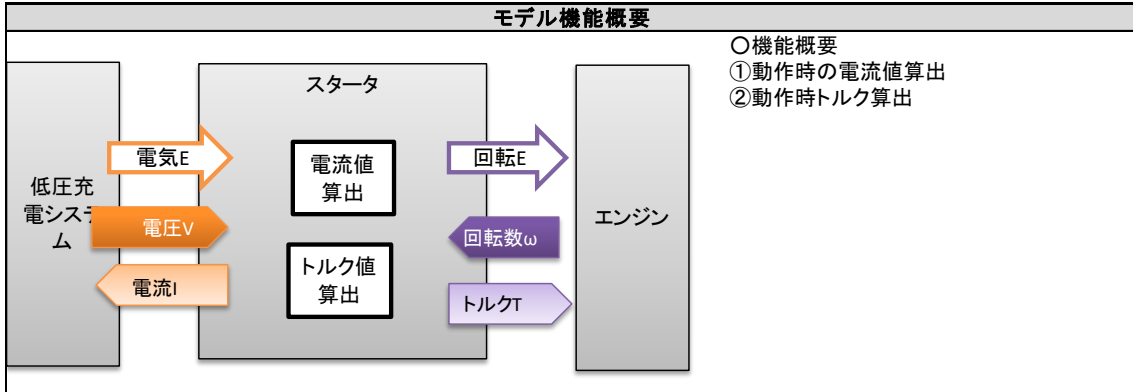 モデル機能概要
〇機能概要
①動作時の電流値算出
②動作時トルク算出
スタータ
電気E
電流値
算出
回転E
低圧充
電システ
ム
電圧V
回転数ω
エンジン
電流I
トルク値
算出
トルクT